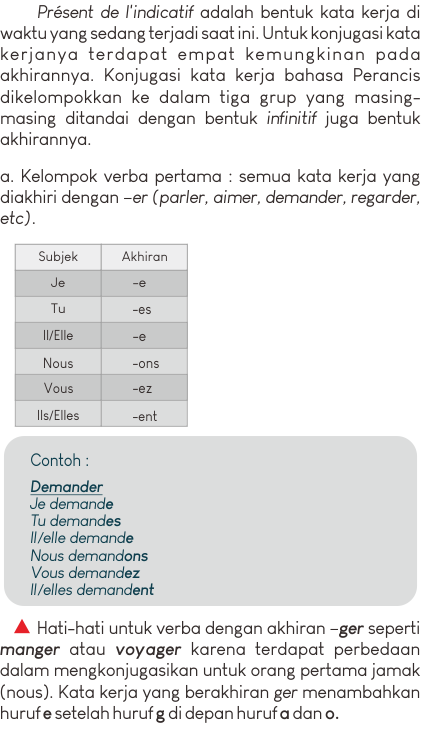 Présent de l'indicatif adalah bentuk kata kerja di
waktu yang sedang terjadi saat ini. Untuk konjugasi kata
kerjanya terdapat empat kemungkinan pada
akhirannya. Konjugasi kata kerja bahasa Perancis
dikelompokkan ke dalam tiga grup yang masing-
masing ditandai dengan bentuk infinitif juga bentuk
akhirannya.
a. Kelompok verba pertama : semua kata kerja yang
diakhiri dengan –er (parler, aimer, demander, regarder,
etc).
Subjek Akhiran
Je -e
Tu -es
Il/Elle -e
Nous -ons
Vous -ez
Ils/Elles -ent
Contoh :
Demander
Je demande
Tu demandes
Il/elle demande
Nous demandons
Vous demandez
Il/elles demandent
Hati-hati untuk verba dengan akhiran –ger seperti
manger atau voyager karena terdapat perbedaan
dalam mengkonjugasikan untuk orang pertama jamak
(nous). Kata kerja yang berakhiran ger menambahkan
huruf e setelah huruf g di depan huruf a dan o.